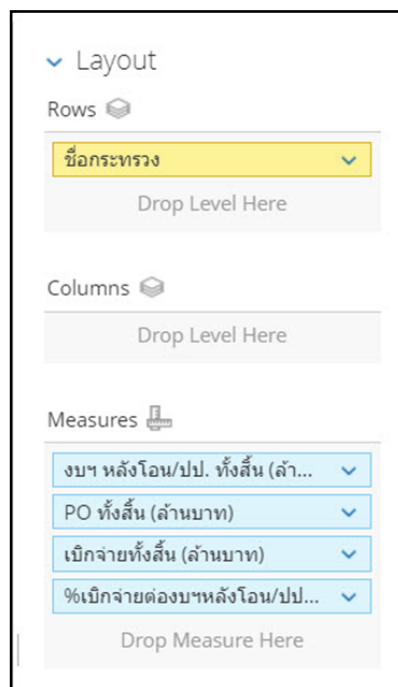 Layout
Rows
ชื่อกระทรวง
Drop Level Here
Columns
Drop Level Here
Measures
งบฯ หลังโอน/ปป. ทั้งสิ้น (ล้า...
PO ทั้งสิ้น (ล้านบาท)
เบิกจ่ายทั้งสิ้น (ล้านบาท)
%เบิกจ่ายต่องบฯหลังโอน/ปป...
Drop Measure Here